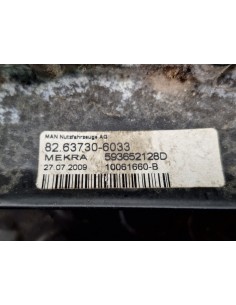 MAN Nutzfahrzeuge AG
82.63730-6033
MEKRA 593652128D
27.07.2009 10061660-B